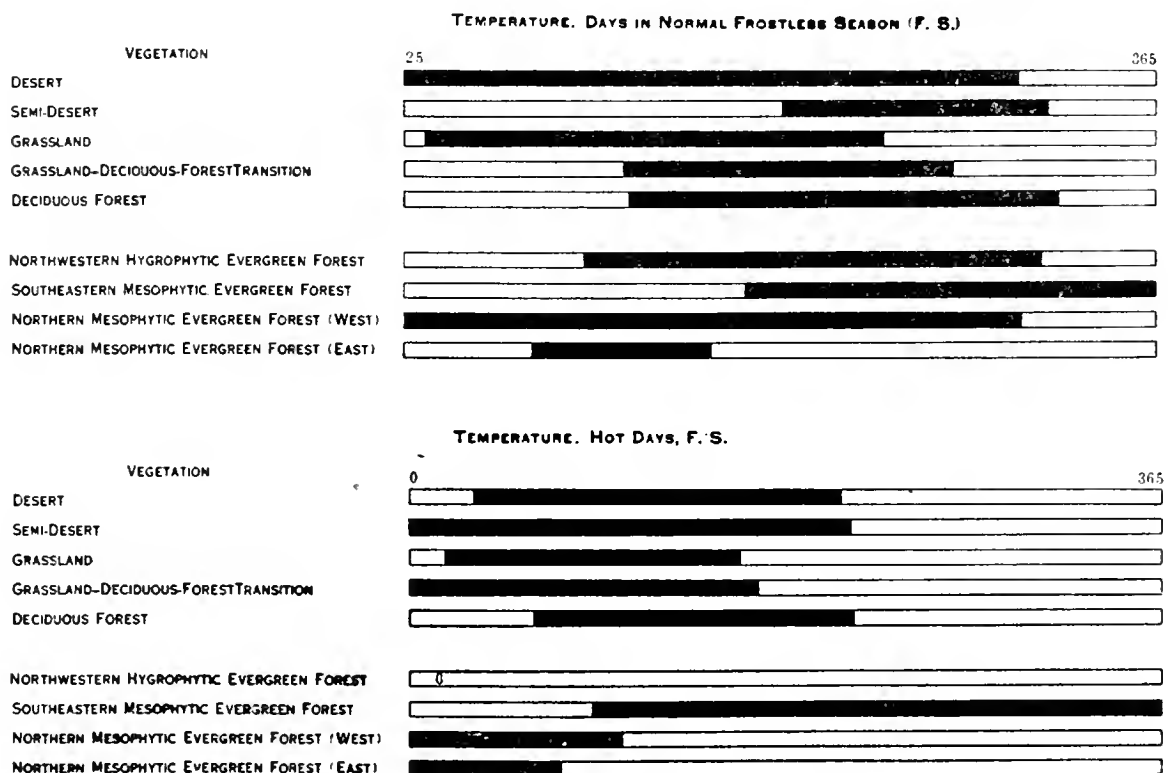 TEMPERATURE. DAYS IN NORMAL FROSTLESS SEASON (F. S.)
VEGETATION
25 365
DESERT
SEMI-DESERT
GRASSLAND
GRASSLAND-DECIDUOUS-FOREST TRANSITION
DECIDUOUS FOREST
NORTHWESTERN HYGROPHYTIC EVERGREEN FOREST
SOUTHEASTERN MESOPHYTIC EVERGREEN FOREST
NORTHERN MESOPHYTIC EVERGREEN FOREST (WEST)
NORTHERN MESOPHYTIC EVERGREEN FOREST (EAST)
TEMPERATURE. HOT DAYS, F. S.
VEGETATION
0 365
DESERT
SEMI-DESERT
GRASSLAND
GRASSLAND-DECIDUOUS-FOREST TRANSITION
DECIDUOUS FOREST
NORTHWESTERN HYGROPHYTIC EVERGREEN FOREST
0
SOUTHEASTERN MESOPHYTIC EVERGREEN FOREST
NORTHERN MESOPHYTIC EVERGREEN FOREST (WEST)
NORTHERN MESOPHYTIC EVERGREEN FOREST (EAST)